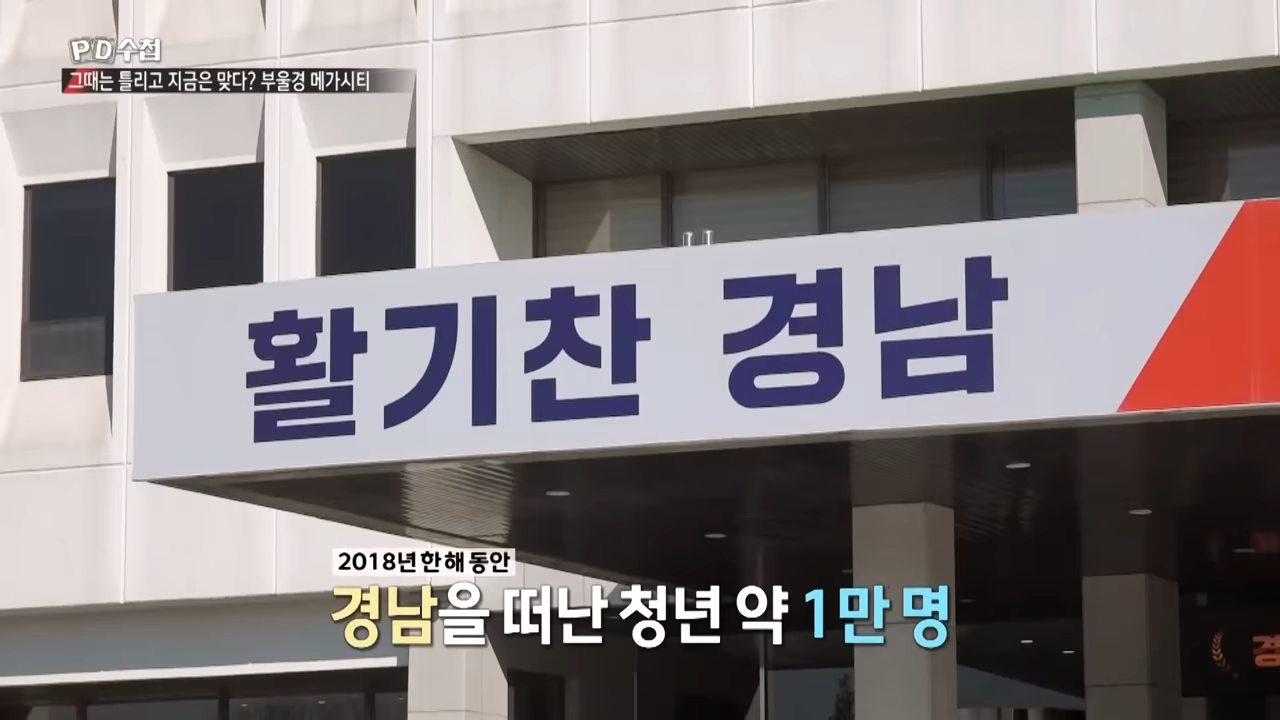 PD수첩
그때는 틀리고 지금은 맞다? 부울경 메가시티
활기찬 경남
2018년 한 해 동안
경남을 떠난 청년 약 1만 명
경